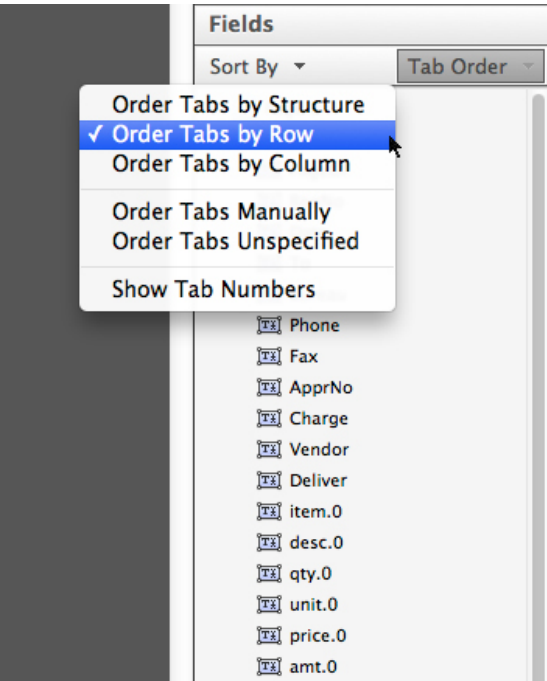 Fields
Sort By
Tab Order
Order Tabs by Structure
✓ Order Tabs by Row
Order Tabs by Column
Order Tabs Manually
Order Tabs Unspecified
Show Tab Numbers
Phone
Fax
ApprNo
Charge
Vendor
Deliver
item.0
desc.0
qty.0
unit.0
price.0
amt.0